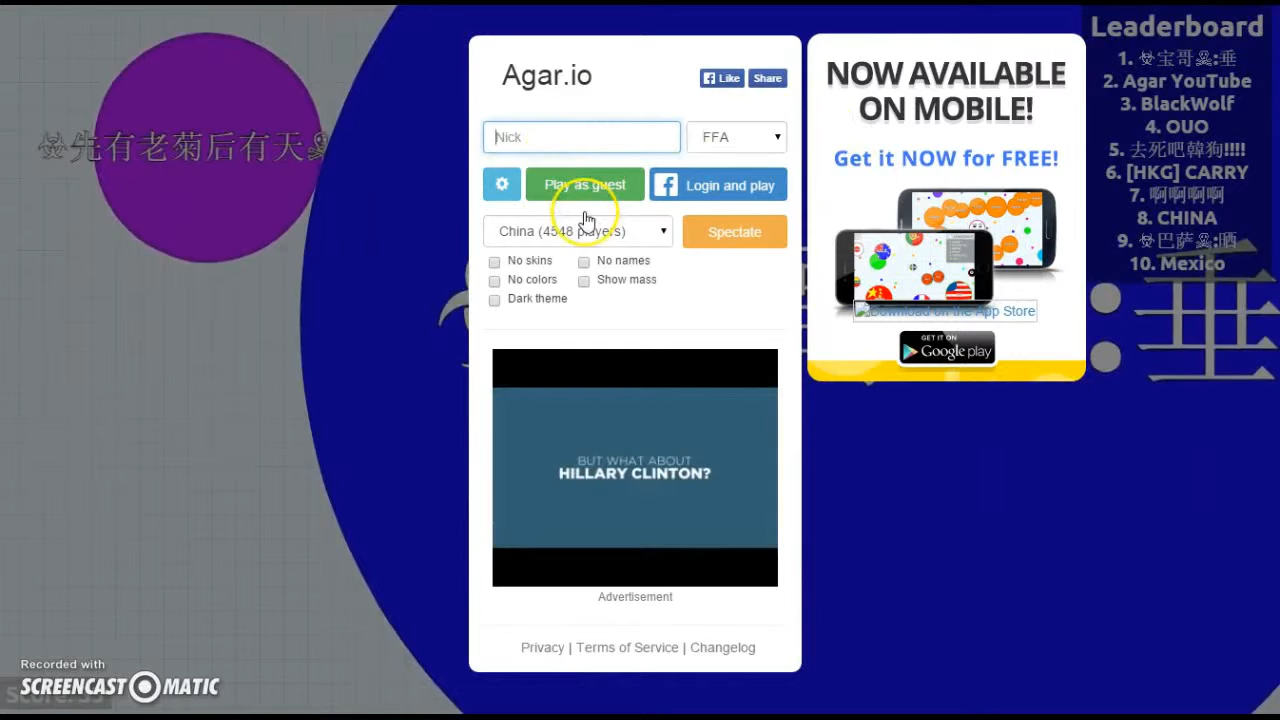 Agar.io
Like
Share
Nick
FFA
Play as guest
Login and play
China (4548 players)
Spectate
No skins
No names
No colors
Show mass
Dark theme
BUT WHAT ABOUT
HILLARY CLINTON?
Advertisement
Privacy | Terms of Service | Changelog
NOW AVAILABLE
ON MOBILE!
Get it NOW for FREE!
Download on the App Store
GET IT ON
Google play
Leaderboard
1. ☣宝哥☠:垂
2. Agar YouTube
3. BlackWolf
4. OUO
5. 去死吧韓狗!!!!
6. [HKG] CARRY
7. 啊啊啊啊
8. CHINA
9. ☣巴萨☠:晒
10. Mexico
☣先有老菊后有天
:垂
Recorded with
SCREENCAST-O-MATIC